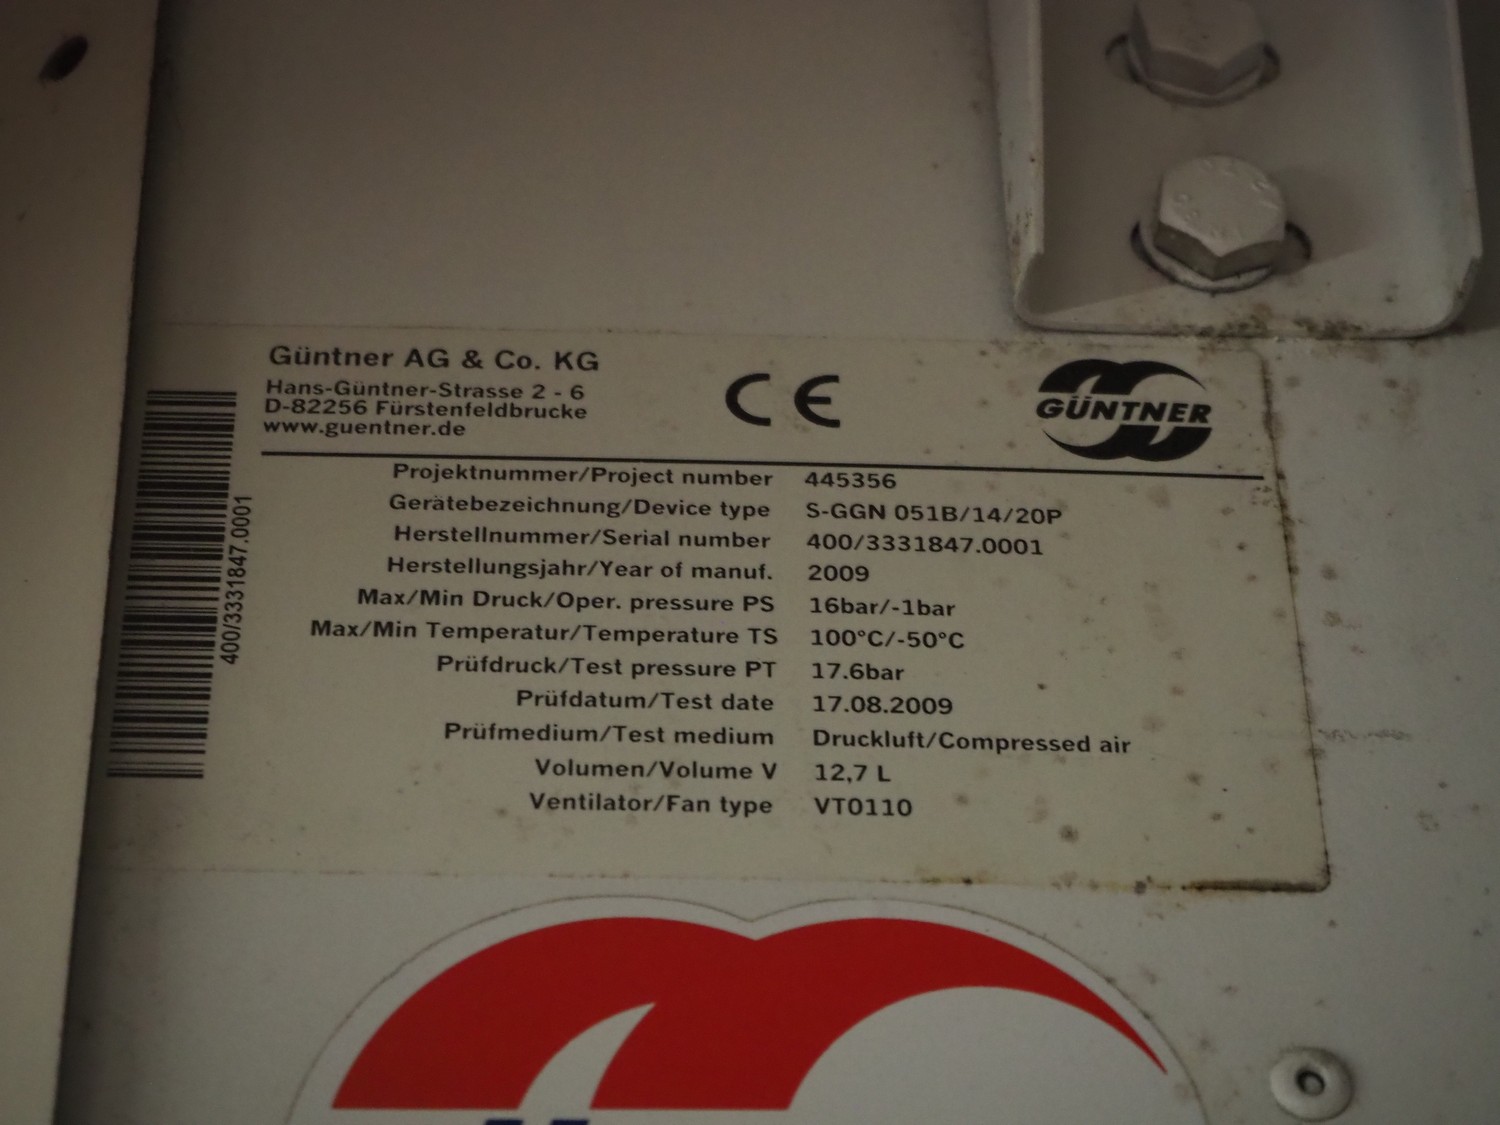 Güntner AG & Co. KG
Hans-Güntner-Strasse 2 - 6
D-82256 Fürstenfeldbrucke
www.guentner.de
CE
GÜNTNER
Projektnummer/Project number 445356
Gerätebezeichnung/Device type S-GGN 051B/14/20P
Herstellnummer/Serial number 400/3331847.0001
Herstellungsjahr/Year of manuf. 2009
Max/Min Druck/Oper. pressure PS 16bar/-1bar
Max/Min Temperatur/Temperature TS 100°C/-50°C
Prüfdruck/Test pressure PT 17.6bar
Prüfdatum/Test date 17.08.2009
Prüfmedium/Test medium Druckluft/Compressed air
Volumen/Volume V 12,7 L
Ventilator/Fan type VT0110
400/3331847.0001